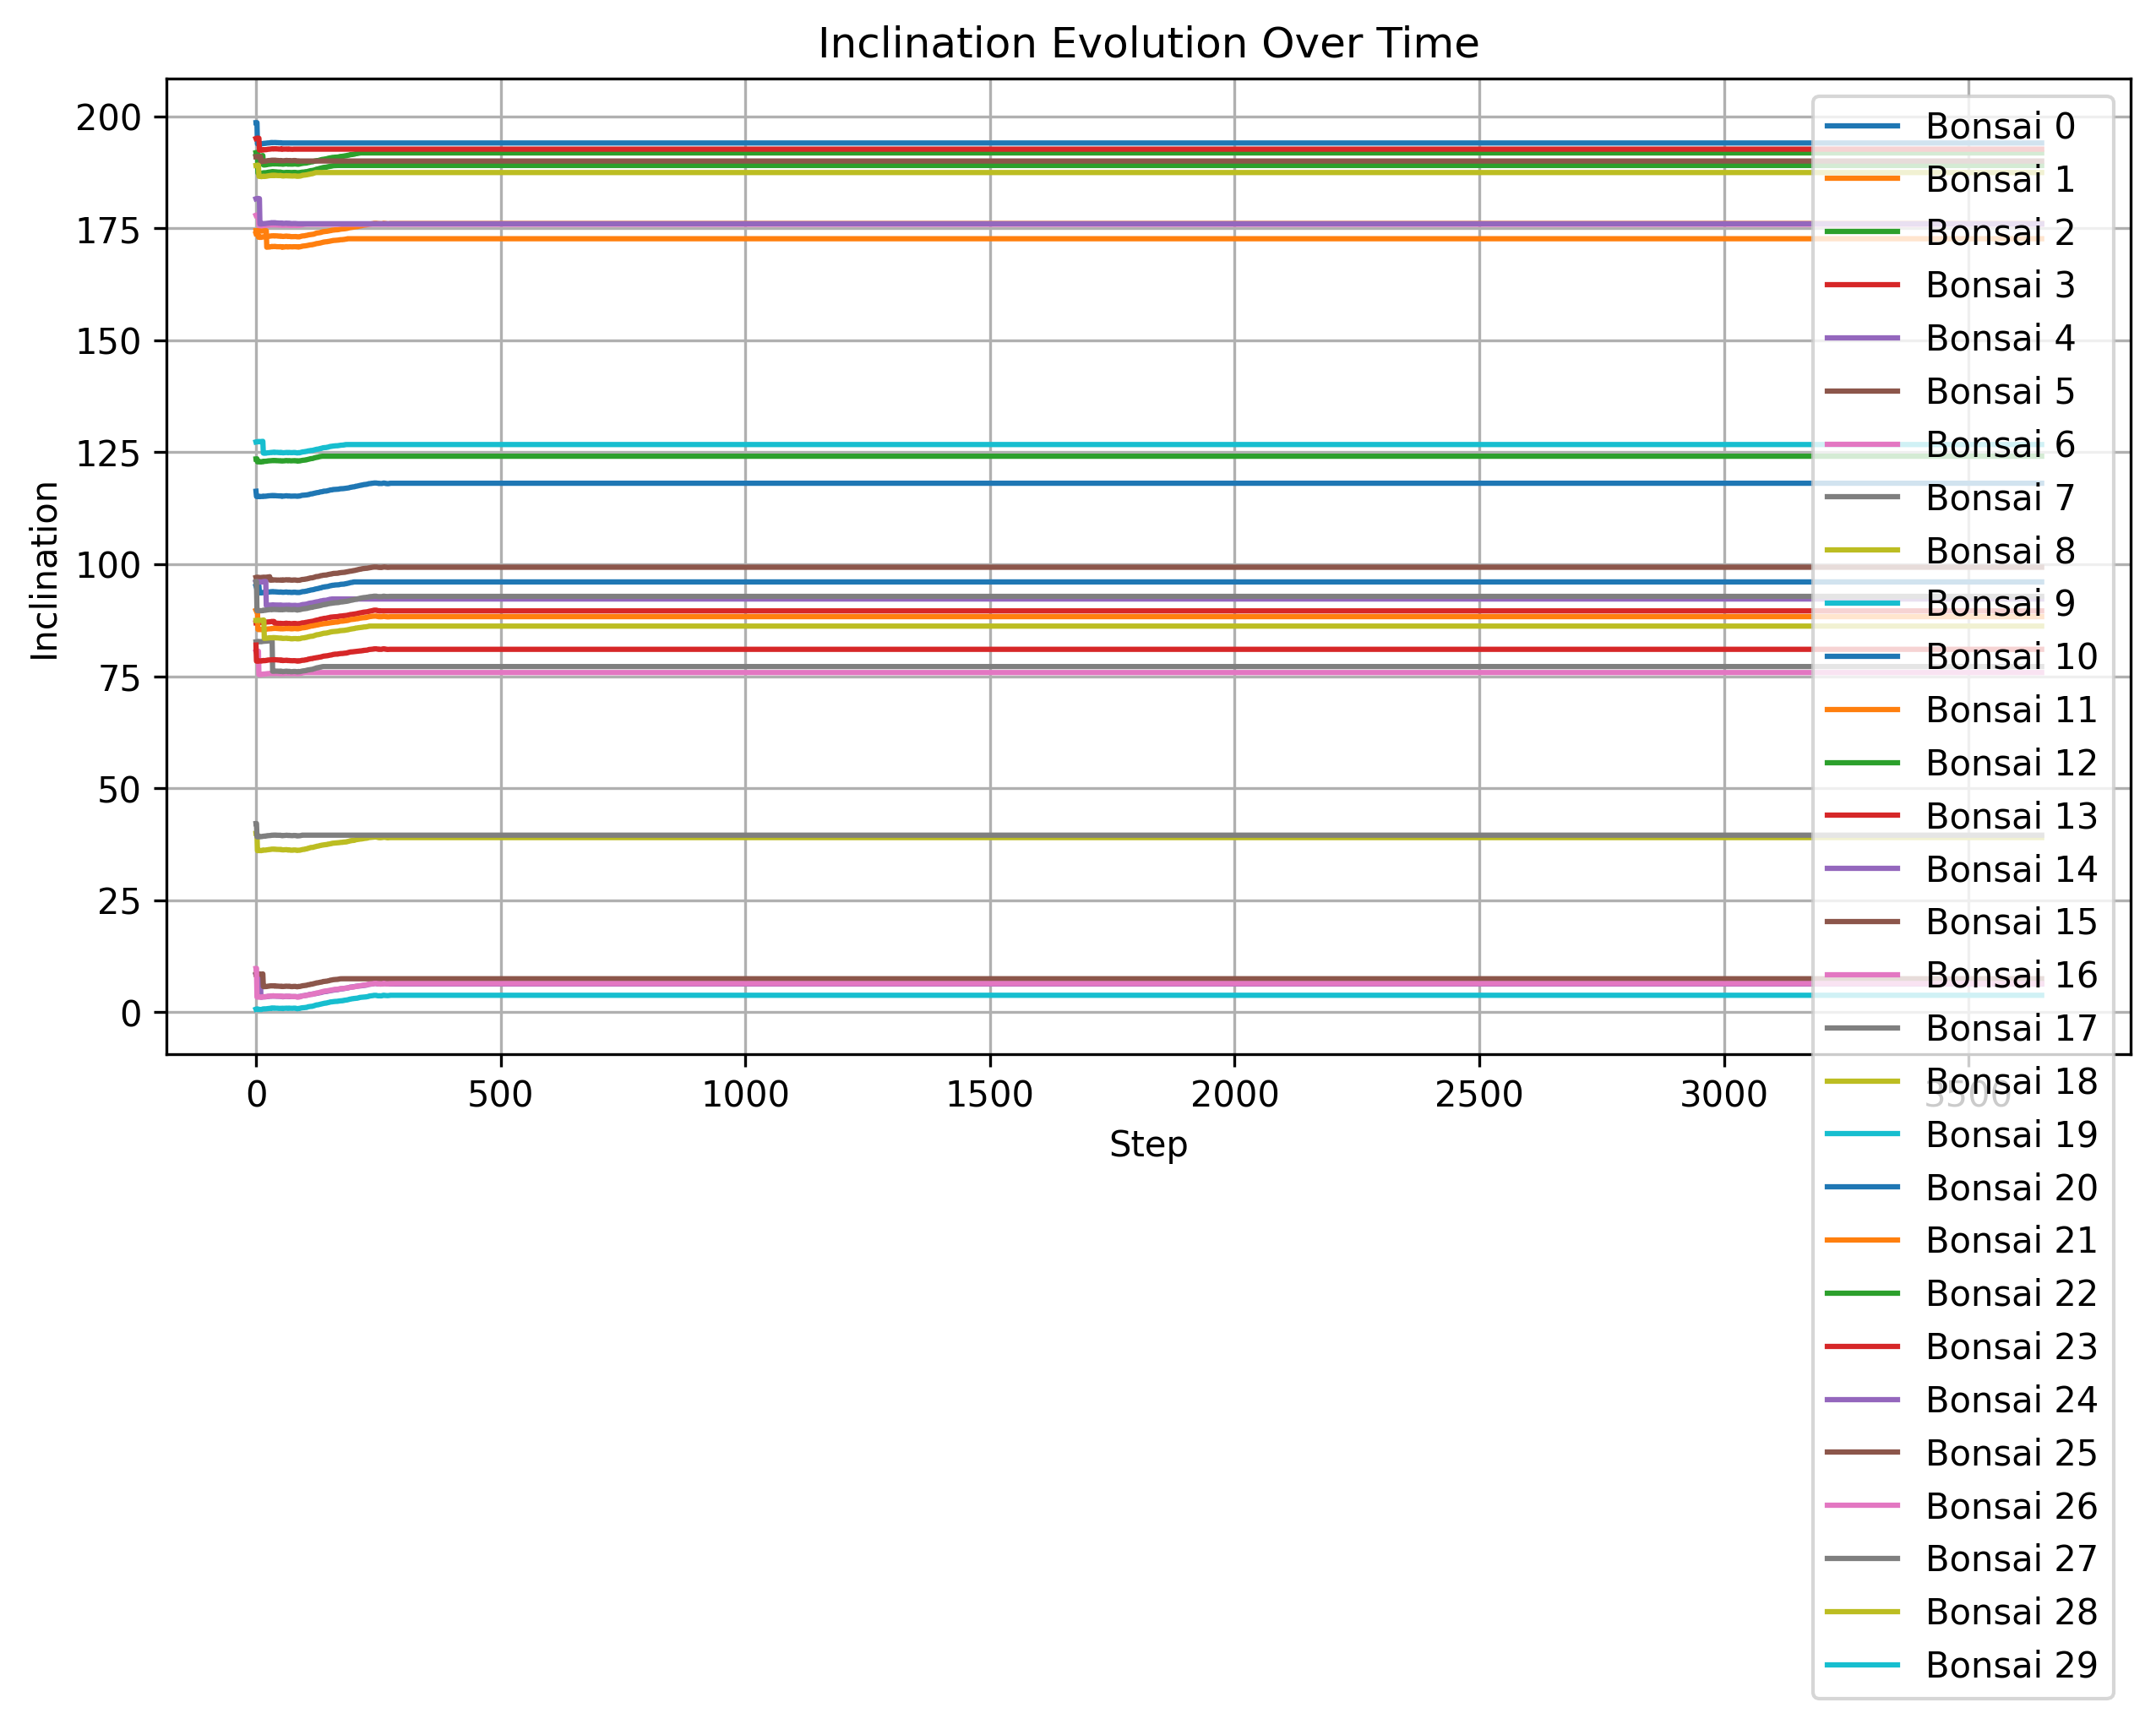 Inclination Evolution Over Time
Inclination
200
175
150
125
100
75
50
25
0
0 500 1000 1500 2000 2500 3000 3500
Step
Bonsai 0
Bonsai 1
Bonsai 2
Bonsai 3
Bonsai 4
Bonsai 5
Bonsai 6
Bonsai 7
Bonsai 8
Bonsai 9
Bonsai 10
Bonsai 11
Bonsai 12
Bonsai 13
Bonsai 14
Bonsai 15
Bonsai 16
Bonsai 17
Bonsai 18
Bonsai 19
Bonsai 20
Bonsai 21
Bonsai 22
Bonsai 23
Bonsai 24
Bonsai 25
Bonsai 26
Bonsai 27
Bonsai 28
Bonsai 29